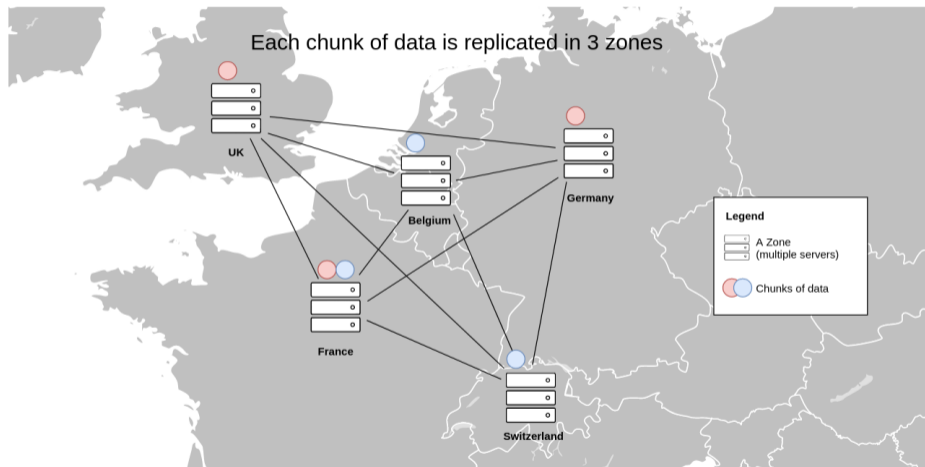 Each chunk of data is replicated in 3 zones
UK
Belgium
Germany
Legend
A Zone
(multiple servers)
Chunks of data
France
Switzerland